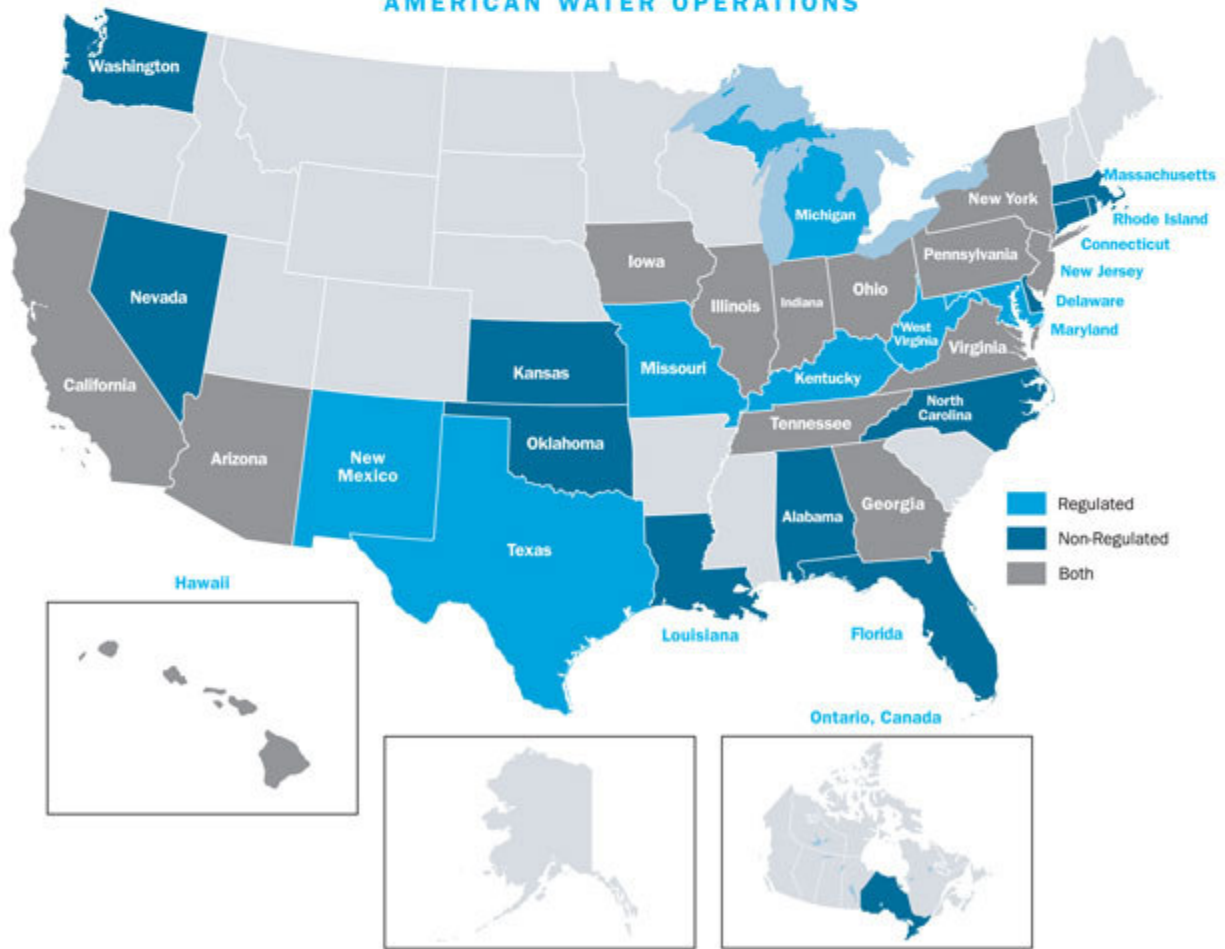 AMERICAN WATER OPERATIONS
Washington
Massachusetts
New York
Michigan
Rhode Island
Connecticut
Pennsylvania
Iowa
New Jersey
Ohio
Nevada
Illinois
Indiana
Delaware
West
Virginia
Maryland
Virginia
Missouri
Kansas
Kentucky
California
North
Carolina
Tennessee
Oklahoma
Arizona
New
Mexico
Georgia
Alabama
Regulated
Non-Regulated
Both
Texas
Hawaii
Louisiana
Florida
Ontario, Canada